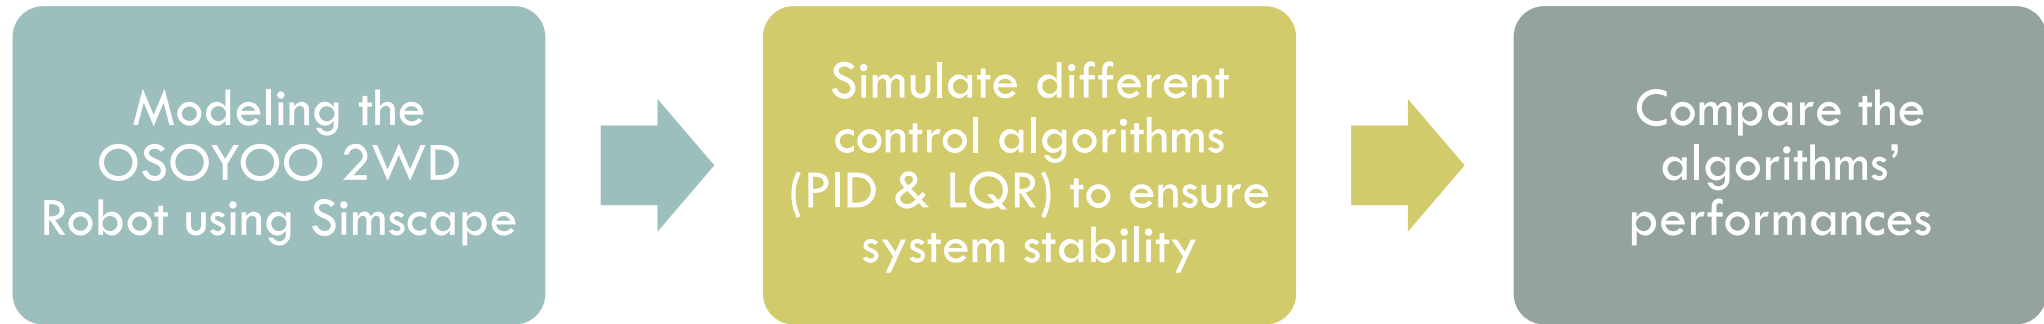 Modeling the
OSOYOO 2WD
Robot using Simscape
Simulate different
control algorithms
(PID & LQR) to ensure
system stability
Compare the
algorithms’
performances